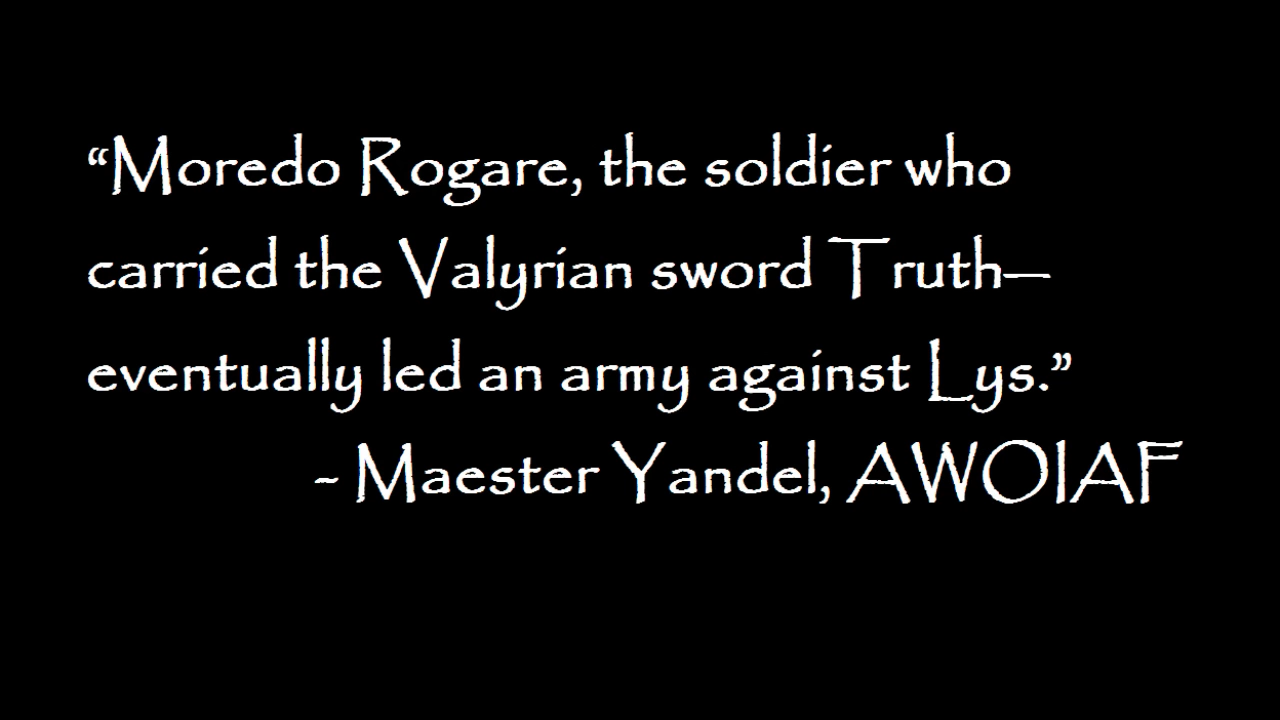 “Moredo Rogare, the soldier who
carried the Valyrian sword Truth—
eventually led an army against Lys.”
- Maester Yandel, AWOIAF